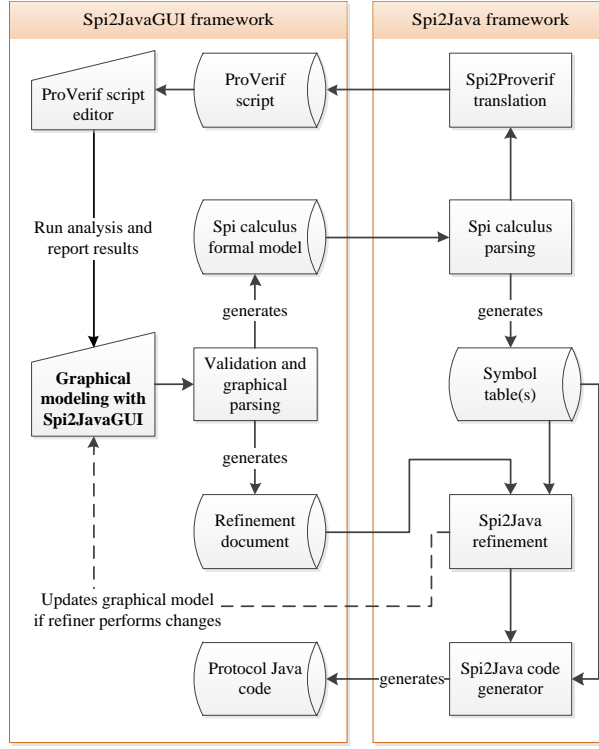 Spi2JavaGUI framework
Spi2Java framework
ProVerif script
editor
ProVerif
script
Spi2Proverif
translation
Run analysis and
report results
Spi calculus
formal model
Spi calculus
parsing
generates
generates
Graphical
modeling with
Spi2JavaGUI
Validation and
graphical
parsing
Symbol
table(s)
generates
Refinement
document
Spi2Java
refinement
Updates graphical model
if refiner performs changes
Protocol Java
code
generates
Spi2Java code
generator